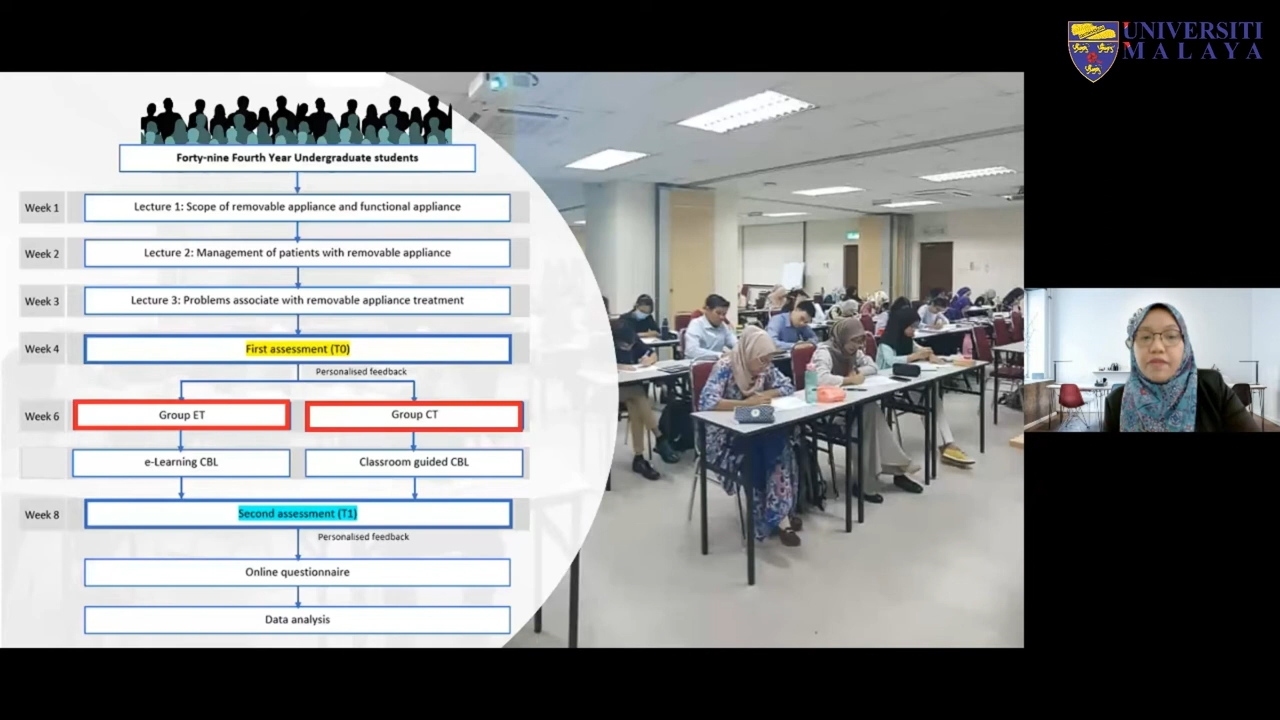 UNIVERSITI
MALAYA
Forty-nine Fourth Year Undergraduate students
Week 1
Lecture 1: Scope of removable appliance and functional appliance
Week 2
Lecture 2: Management of patients with removable appliance
Week 3
Lecture 3: Problems associate with removable appliance treatment
Week 4
First assessment (T0)
Personalised feedback
Week 6
Group ET
Group CT
e-Learning CBL
Classroom guided CBL
Week 8
Second assessment (T1)
Personalised feedback
Online questionnaire
Data analysis